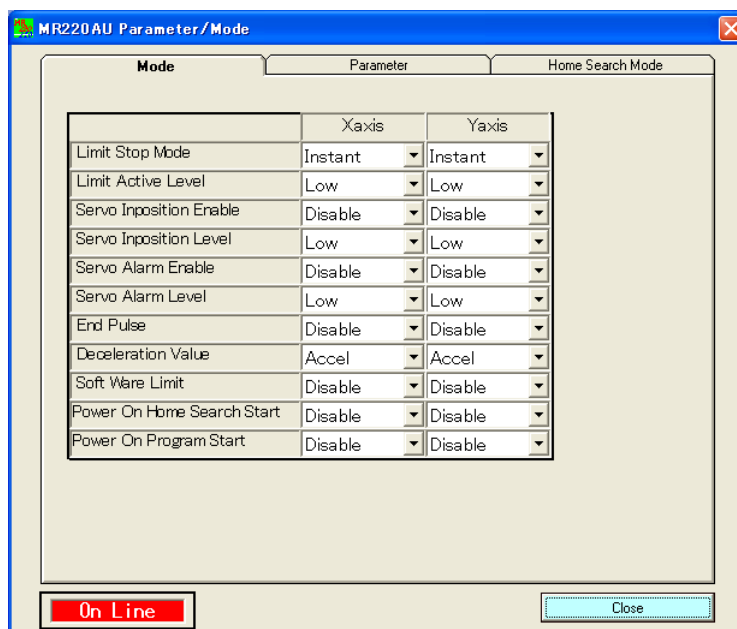 MR220AU Parameter/Mode
Mode Parameter Home Search Mode
Xaxis Yaxis
Limit Stop Mode Instant Instant
Limit Active Level Low Low
Servo Inposition Enable Disable Disable
Servo Inposition Level Low Low
Servo Alarm Enable Disable Disable
Servo Alarm Level Low Low
End Pulse Disable Disable
Deceleration Value Accel Accel
Soft Ware Limit Disable Disable
Power On Home Search Start Disable Disable
Power On Program Start Disable Disable
On Line Close